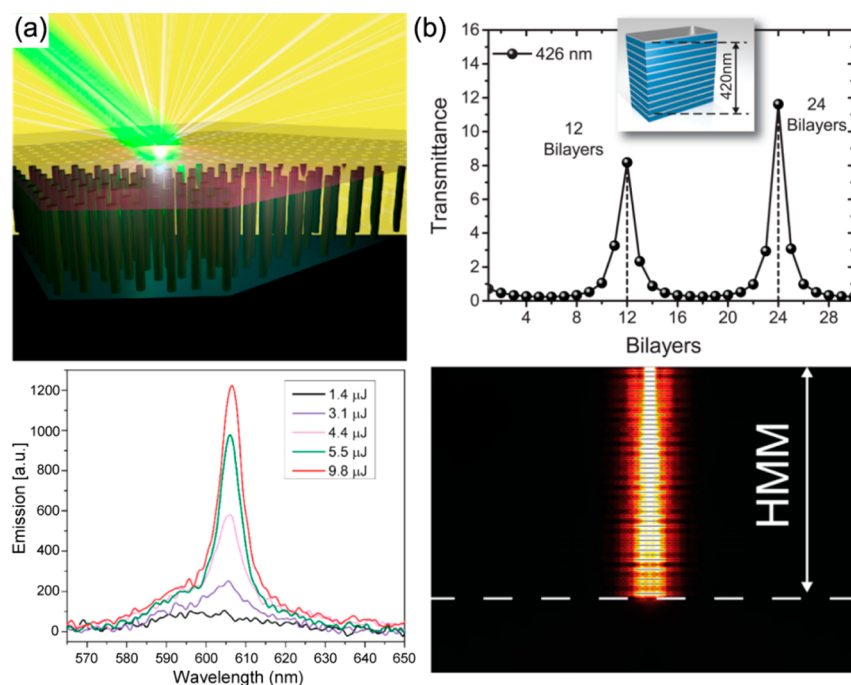 (a)
(b)
16
14
12
10
8
6
4
2
0
Transmittance
426 nm
420nm
12
Bilayers
24
Bilayers
4 8 12 16 20 24 28
Bilayers
1200
1000
800
600
400
200
0
Emission [a.u.]
1.4 μJ
3.1 μJ
4.4 μJ
5.5 μJ
9.8 μJ
570 580 590 600 610 620 630 640 650
Wavelength (nm)
HMM